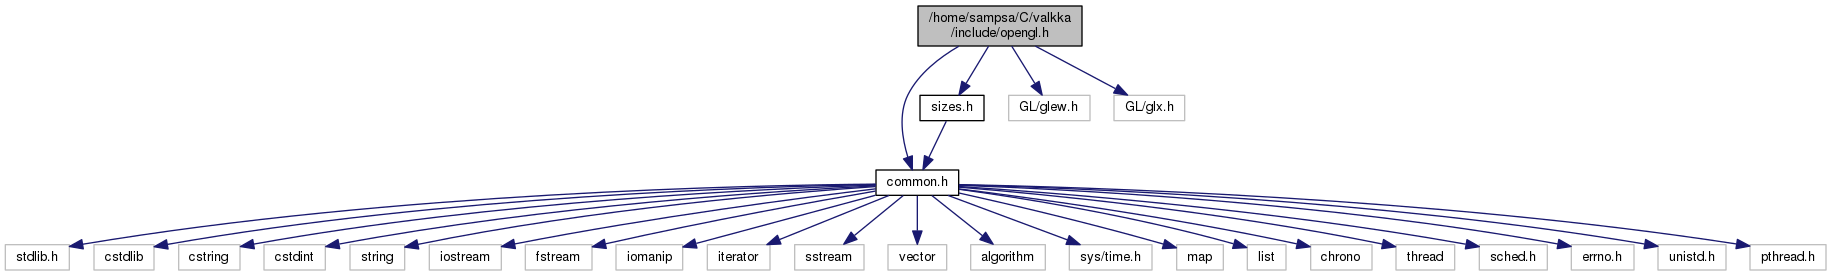 /home/sampsa/C/valkka
/include/opengl.h
sizes.h
GL/glew.h
GL/glx.h
common.h
stdlib.h
cstdlib
cstring
cstdint
string
iostream
fstream
iomanip
iterator
sstream
vector
algorithm
sys/time.h
map
list
chrono
thread
sched.h
errno.h
unistd.h
pthread.h